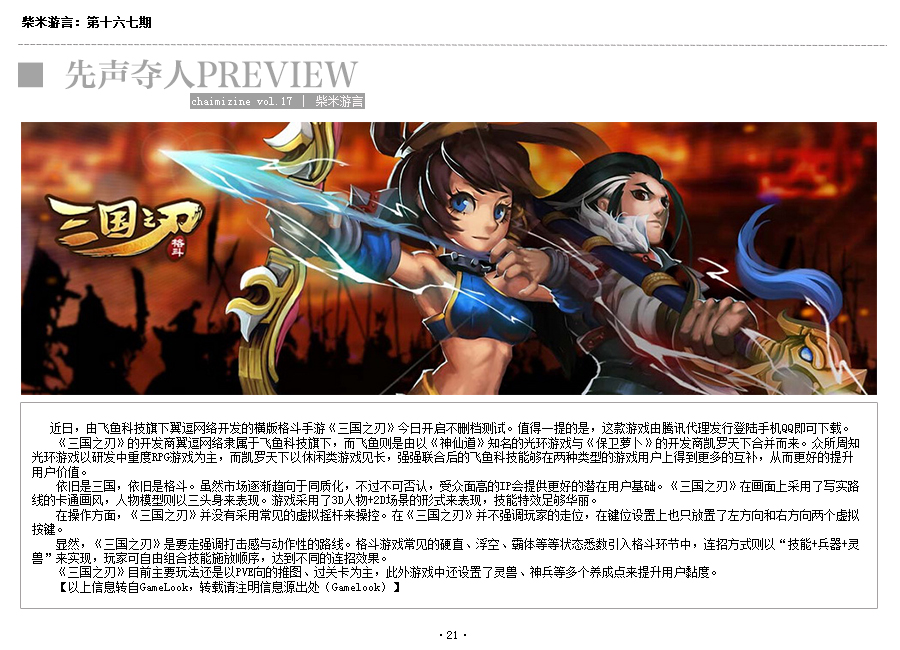 柴米游言：第十六七期
先声夺人PREVIEW
chaimizine vol.17 | 柴米游言
三国之刃
格斗
近日，由飞鱼科技旗下翼逗网络开发的横版格斗手游《三国之刃》今日开启不删档测试。值得一提的是，这款游戏由腾讯代理发行登陆手机QQ即可下载。
《三国之刃》的开发商翼逗网络隶属于飞鱼科技旗下，而飞鱼则是由以《神仙道》知名的光环游戏与《保卫萝卜》的开发商凯罗天下合并而来。众所周知
光环游戏以研发中重度RPG游戏为主，而凯罗天下以休闲类游戏见长，强强联合后的飞鱼科技能够在两种类型的游戏用户上得到更多的互补，从而更好的提升
用户价值。
依旧是三国，依旧是格斗。虽然市场逐渐趋向于同质化，不过不可否认，受众面高的IP会提供更好的潜在用户基础。《三国之刃》在画面上采用了写实路
线的卡通画风，人物模型则以三头身来表现。游戏采用了3D人物+2D场景的形式来表现，技能特效足够华丽。
在操作方面，《三国之刃》并没有采用常见的虚拟摇杆来操控。在《三国之刃》并不强调玩家的走位，在键位设置上也只放置了左方向和右方向两个虚拟
按键。
显然，《三国之刃》是要走强调打击感与动作性的路线。格斗游戏常见的硬直、浮空、霸体等等状态悉数引入格斗环节中，连招方式则以“技能+兵器+灵
兽”来实现，玩家可自由组合技能施放顺序，达到不同的连招效果。
《三国之刃》目前主要玩法还是以PVE向的推图、过关卡为主，此外游戏中还设置了灵兽、神兵等多个养成点来提升用户黏度。
【以上信息转自GameLook，转载请注明信息源出处（Gamelook）】
·21·